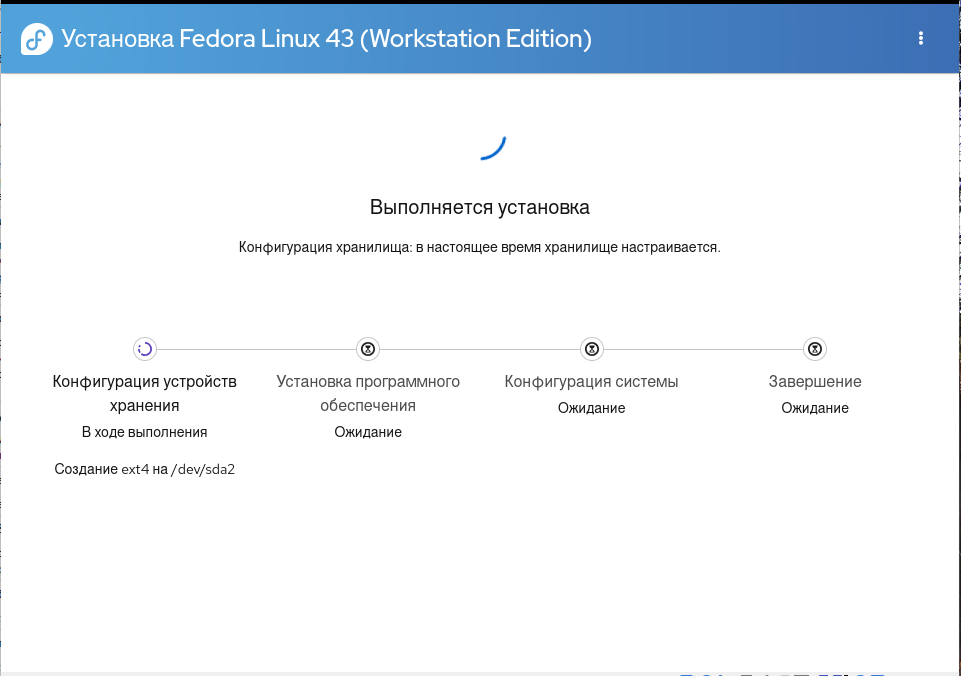 Установка Fedora Linux 43 (Workstation Edition)
Выполняется установка
Конфигурация хранилища: в настоящее время хранилище настраивается.
Конфигурация устройств
хранения
В ходе выполнения
Создание ext4 на /dev/sda2
Установка программного
обеспечения
Ожидание
Конфигурация системы
Ожидание
Завершение
Ожидание